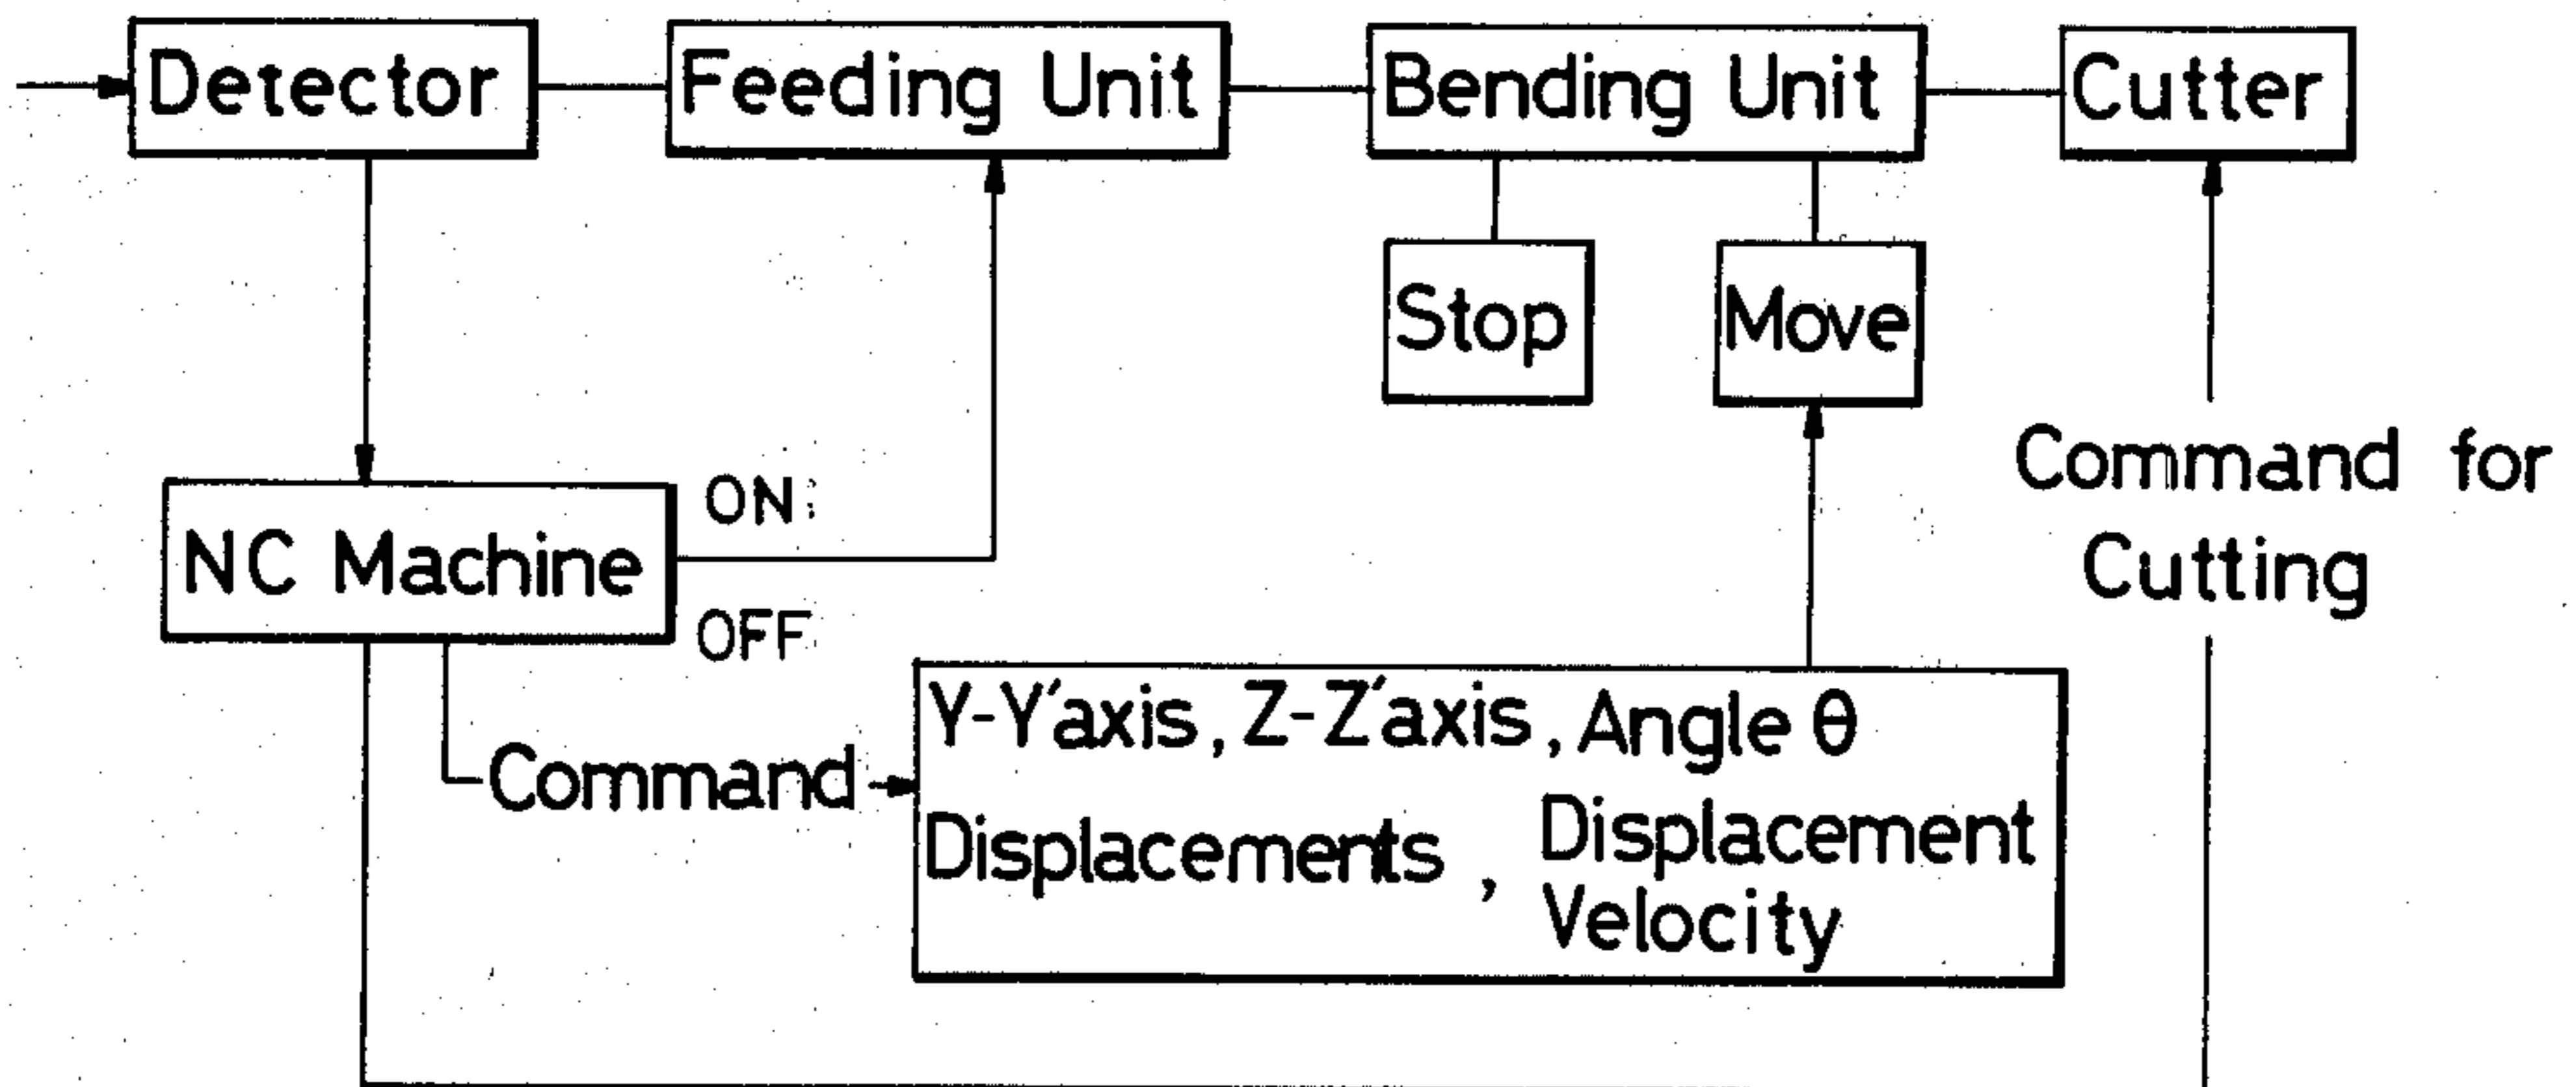 Detector
Feeding Unit
Bending Unit
Cutter
Stop
Move
NC Machine
ON
OFF
Command for
Cutting
Command
Y-Y'axis, Z-Z'axis, Angle θ
Displacements, Displacement
Velocity